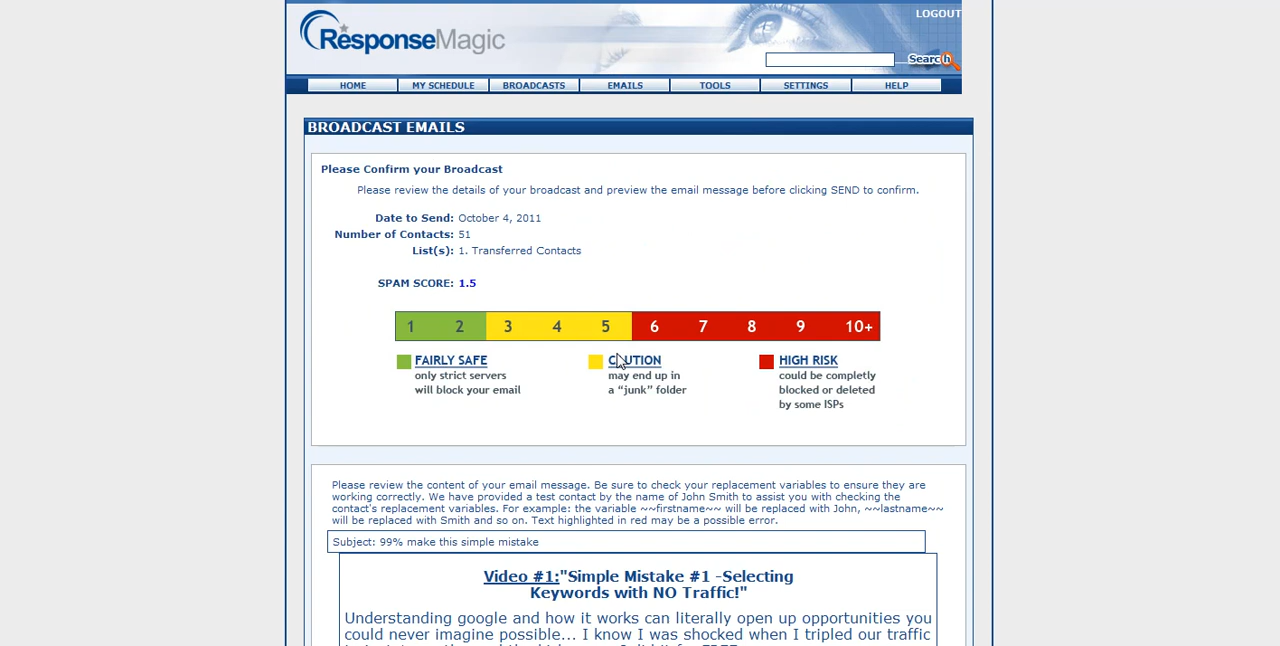 LOGOUT
ResponseMagic
Search
HOME
MY SCHEDULE
BROADCASTS
EMAILS
TOOLS
SETTINGS
HELP
BROADCAST EMAILS
Please Confirm your Broadcast
Please review the details of your broadcast and preview the email message before clicking SEND to confirm.
Date to Send: October 4, 2011
Number of Contacts: 51
List(s): 1. Transferred Contacts
SPAM SCORE: 1.5
1 2 3 4 5 6 7 8 9 10+
FAIRLY SAFE
only strict servers
will block your email
CAUTION
may end up in
a “junk” folder
HIGH RISK
could be completly
blocked or deleted
by some ISPs
Please review the content of your email message. Be sure to check your replacement variables to ensure they are
working correctly. We have provided a test contact by the name of John Smith to assist you with checking the
contact's replacement variables. For example: the variable ~~firstname~~ will be replaced with John, ~~lastname~~
will be replaced with Smith and so on. Text highlighted in red may be a possible error.
Subject: 99% make this simple mistake
Video #1:"Simple Mistake #1 -Selecting
Keywords with NO Traffic!"
Understanding google and how it works can literally open up opportunities you
could never imagine possible... I know I was shocked when I tripled our traffic